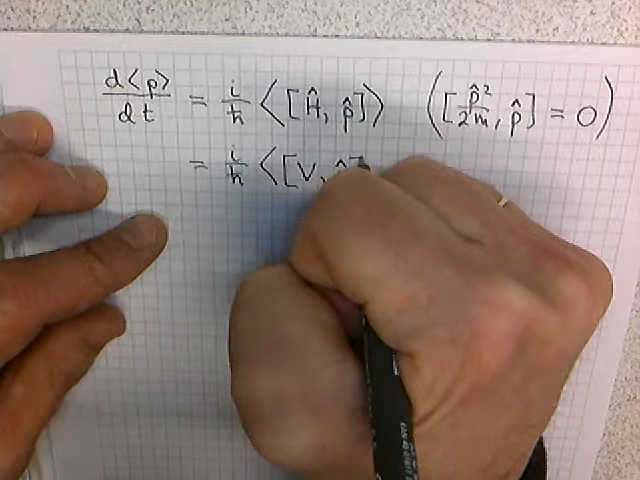 d<p>/dt = i/ħ <[Ĥ, p̂]> ([p̂²/2m, p̂] = 0)
= i/ħ <[V, p̂]